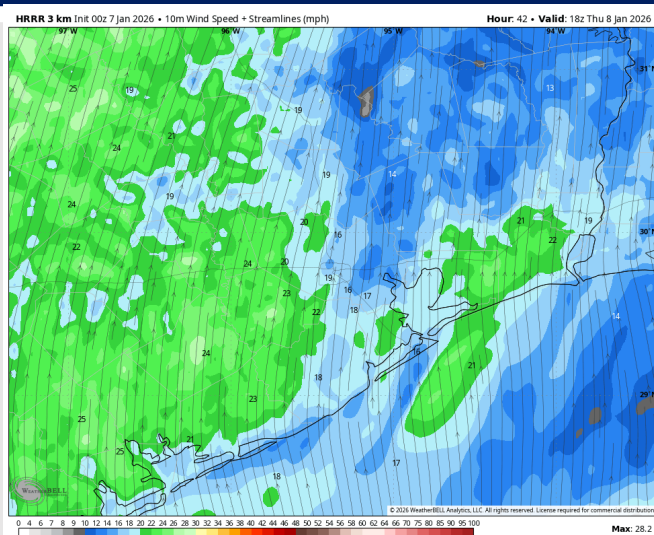 HRRR 3 km Init 00z 7 Jan 2026 • 10m Wind Speed + Streamlines (mph)
Hour: 42 • Valid: 18z Thu 8 Jan 2026
97°W 96°W 95°W 94°W
31°N
25 19 13
19
24 21
19 14
24 19
20 16 21 19
22 22 30°N
24 20 19
23 16 17
22 18 14
24 16
21
18
23 29°N
25
25 21
18 17
WeatherBELL
© 2026 WeatherBELL Analytics, LLC. All rights reserved. License required for commercial distribution
0 4 6 7 8 9 10 12 14 16 18 20 22 24 26 28 30 32 34 36 38 40 42 44 46 48 50 52 54 56 58 60 62 64 66 70 75 80 85 90 95 100
Max: 28.2